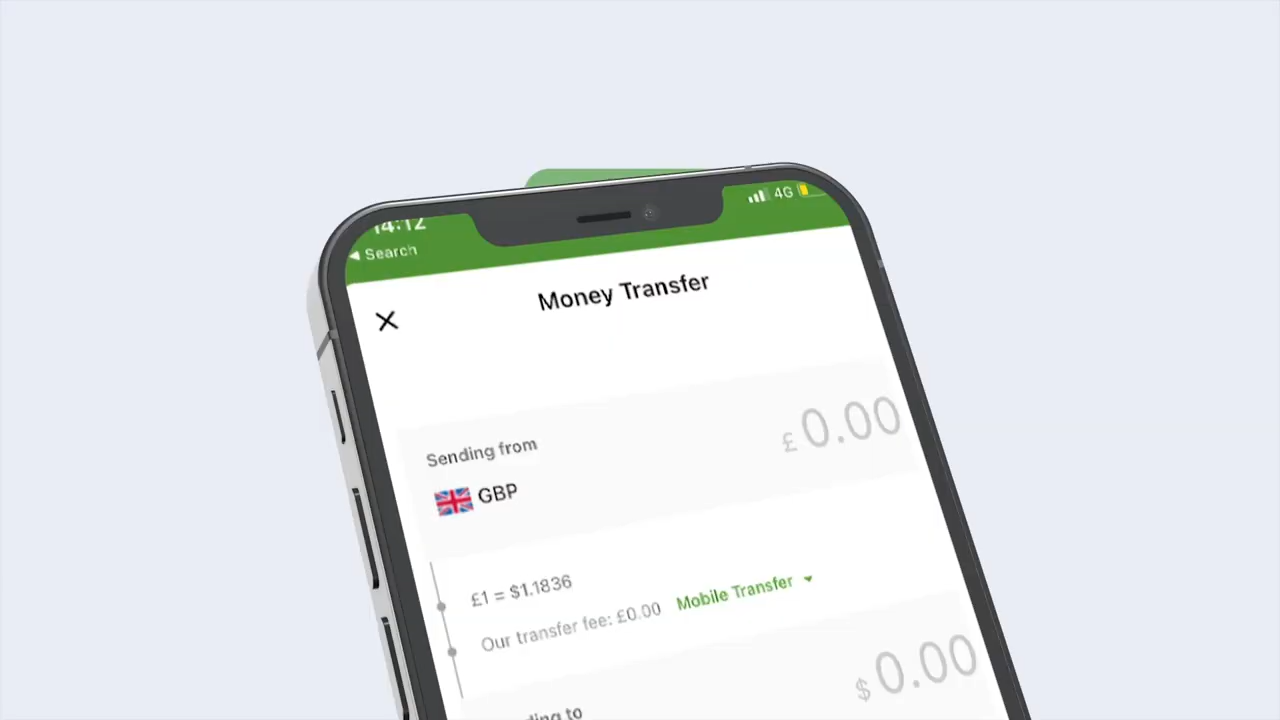 14:12
4G
Search
Money Transfer
Sending from
£ 0.00
GBP
£1 = $1.1836
Our transfer fee: £0.00 Mobile Transfer
$ 0.00
to